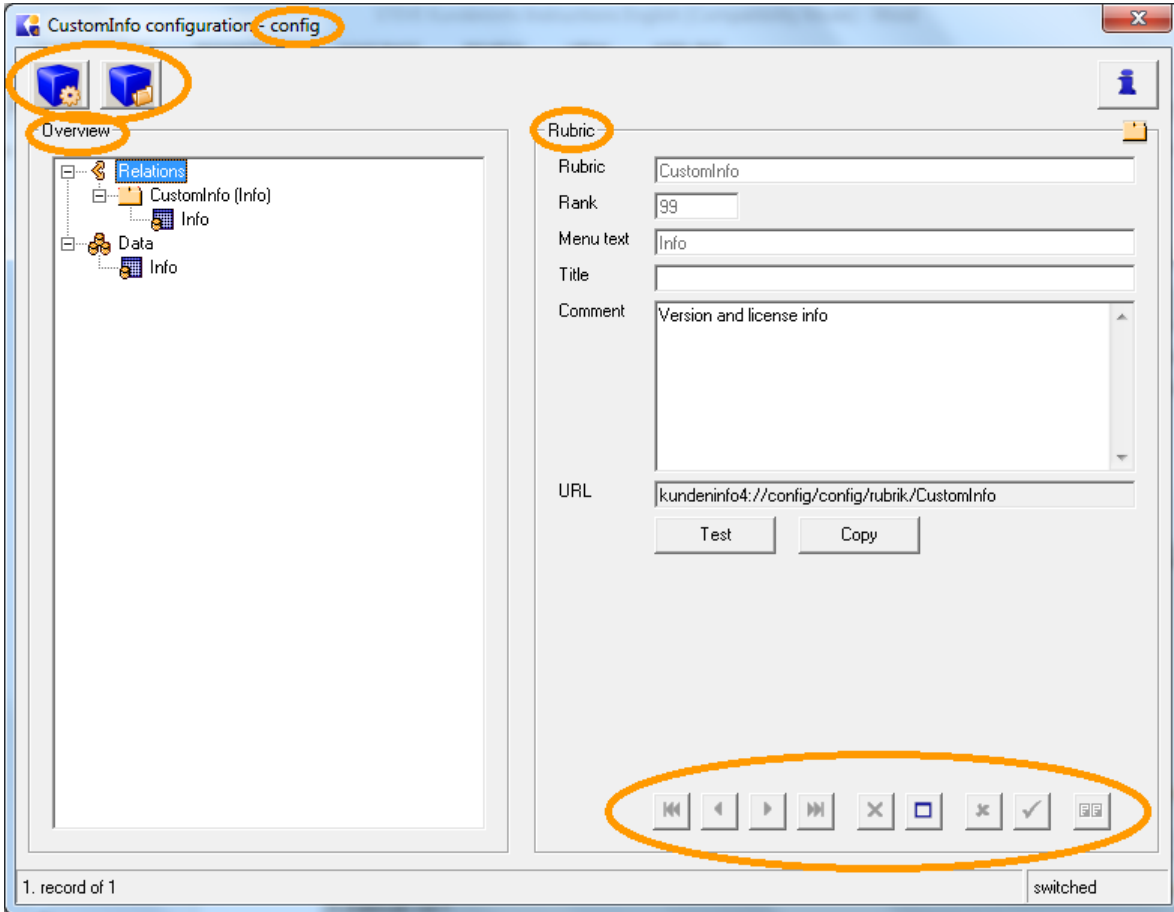 CustomInfo configuration - config
Overview
Relations
CustomInfo (Info)
Info
Data
Info
Rubric
Rubric CustomInfo
Rank 99
Menu text Info
Title
Comment Version and license info
URL kundeninfo4://config/config/rubrik/CustomInfo
Test Copy
1. record of 1 switched